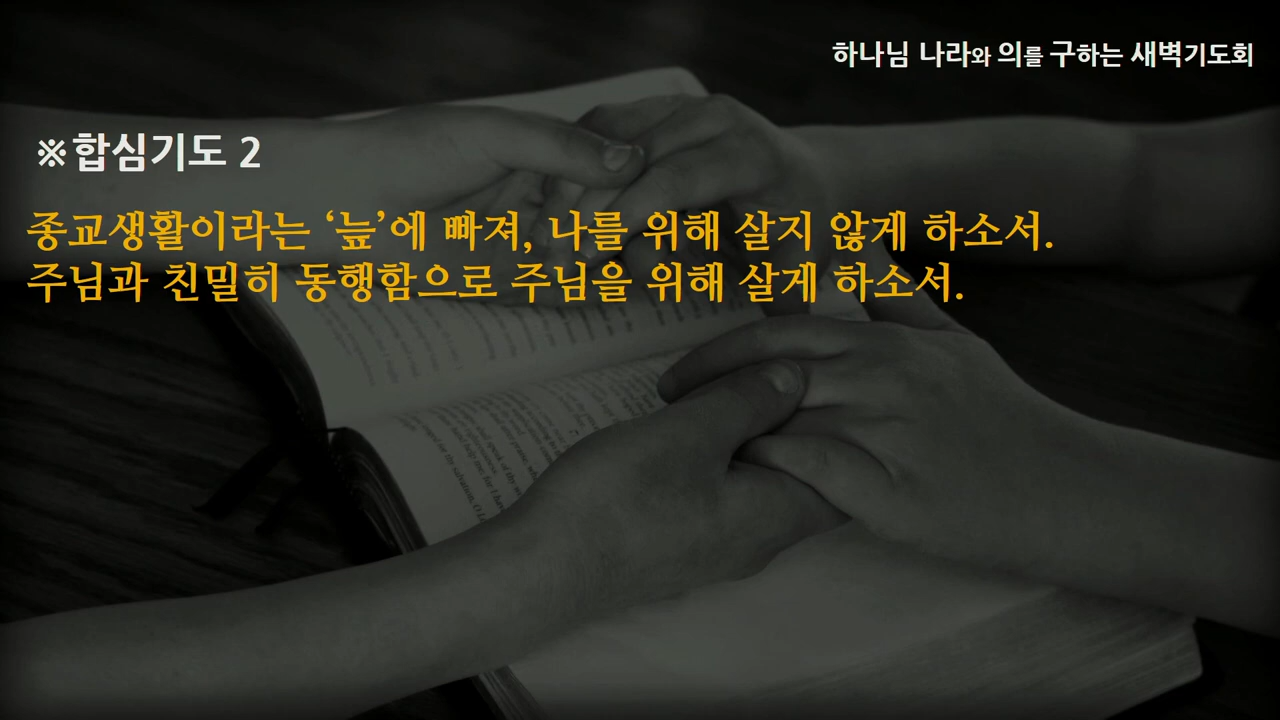 하나님 나라와 의를 구하는 새벽기도회
※합심기도 2
종교생활이라는 ‘늪’에 빠져, 나를 위해 살지 않게 하소서.
주님과 친밀히 동행함으로 주님을 위해 살게 하소서.